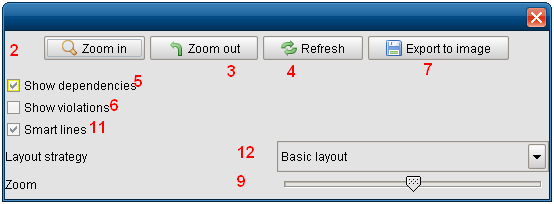 2 Zoom in Zoom out Refresh Export to image
3 4 7
Show dependencies 5
Show violations 6
Smart lines 11
Layout strategy 12 Basic layout
Zoom 9